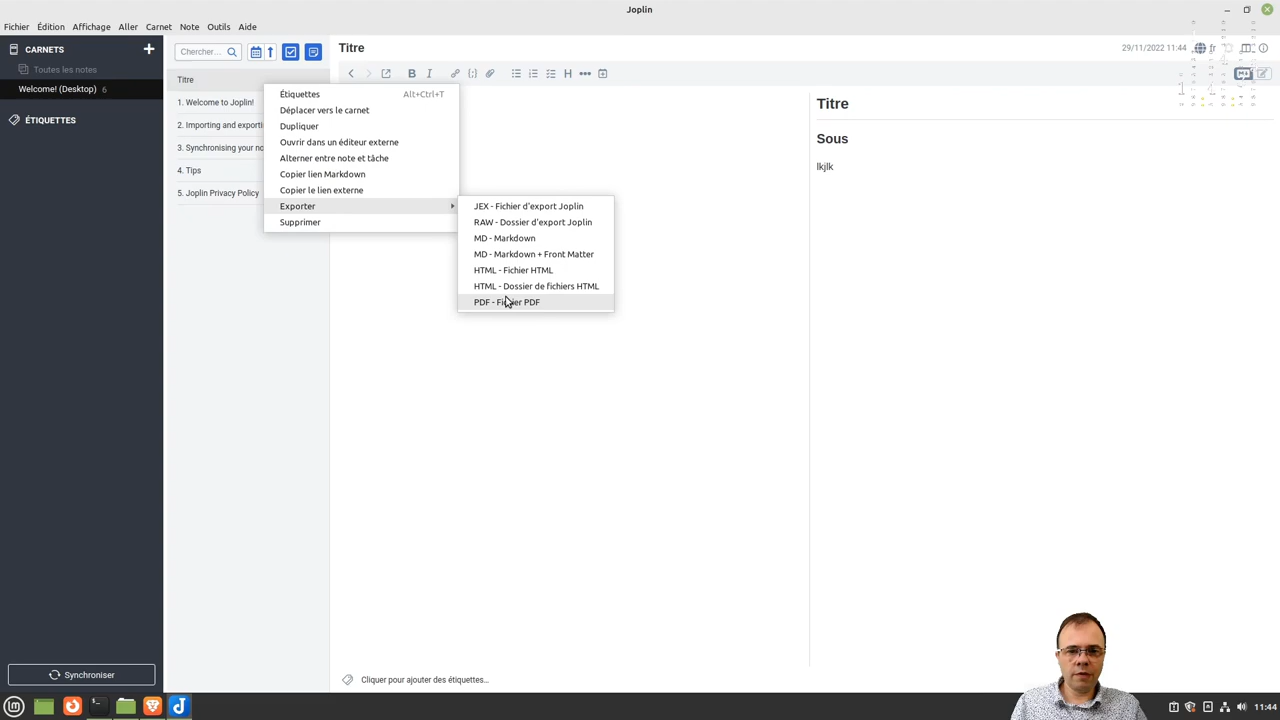 Joplin
Fichier Édition Affichage Aller Carnet Note Outils Aide
CARNETS
Toutes les notes
Welcome! (Desktop) 6
ÉTIQUETTES
Synchroniser
Chercher...
Titre
1. Welcome to Joplin!
2. Importing and exporti
3. Synchronising your no
4. Tips
5. Joplin Privacy Policy
Étiquettes Alt+Ctrl+T
Déplacer vers le carnet
Dupliquer
Ouvrir dans un éditeur externe
Alterner entre note et tâche
Copier lien Markdown
Copier le lien externe
Exporter
Supprimer
JEX - Fichier d'export Joplin
RAW - Dossier d'export Joplin
MD - Markdown
MD - Markdown + Front Matter
HTML - Fichier HTML
HTML - Dossier de fichiers HTML
PDF - Fichier PDF
Titre
29/11/2022 11:44
fr
Titre
Sous
lkjlk
Cliquer pour ajouter des étiquettes...
11:44